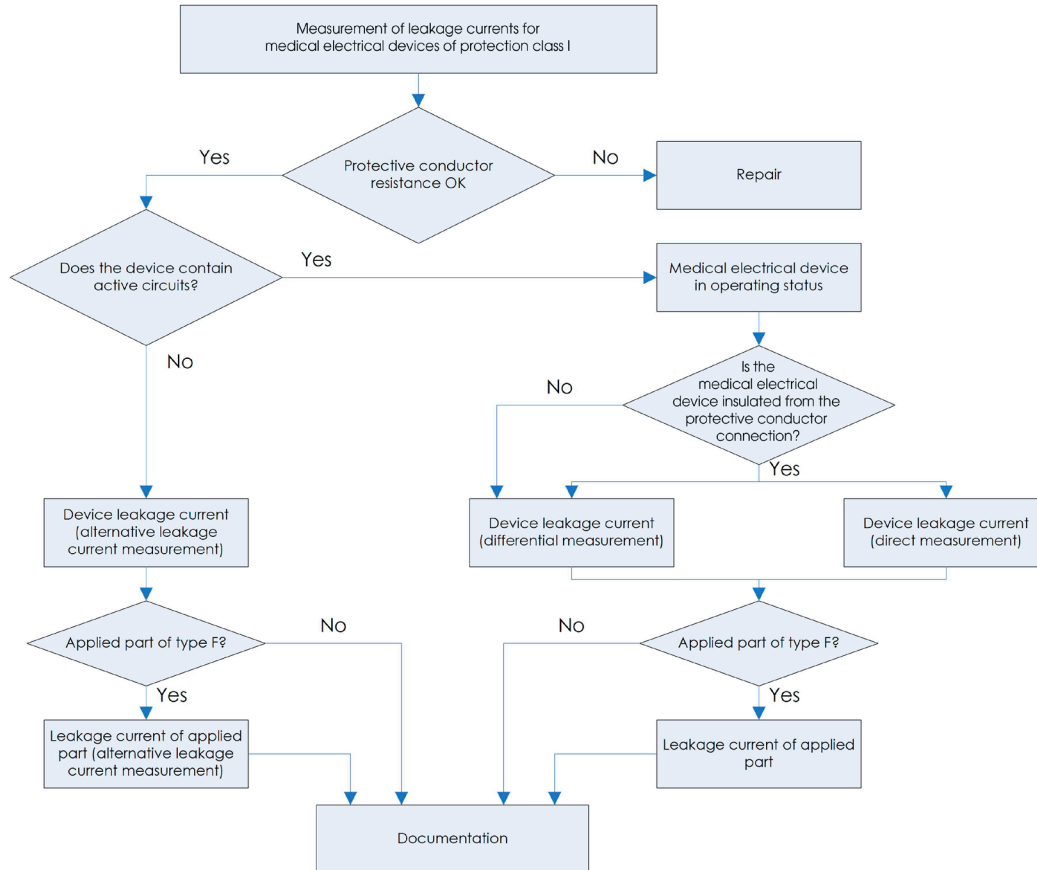 Measurement of leakage currents for
medical electrical devices of protection class I
Yes
Protective conductor
resistance OK
No
Repair
Does the device contain
active circuits?
Yes
Medical electrical device
in operating status
No
Is the
medical electrical
device insulated from the
protective conductor
connection?
No
Yes
Device leakage current
(alternative leakage
current measurement)
Device leakage current
(differential measurement)
Device leakage current
(direct measurement)
Applied part of type F?
No
No
Applied part of type F?
Yes
Yes
Leakage current of applied
part (alternative leakage
current measurement)
Leakage current of applied
part
Documentation